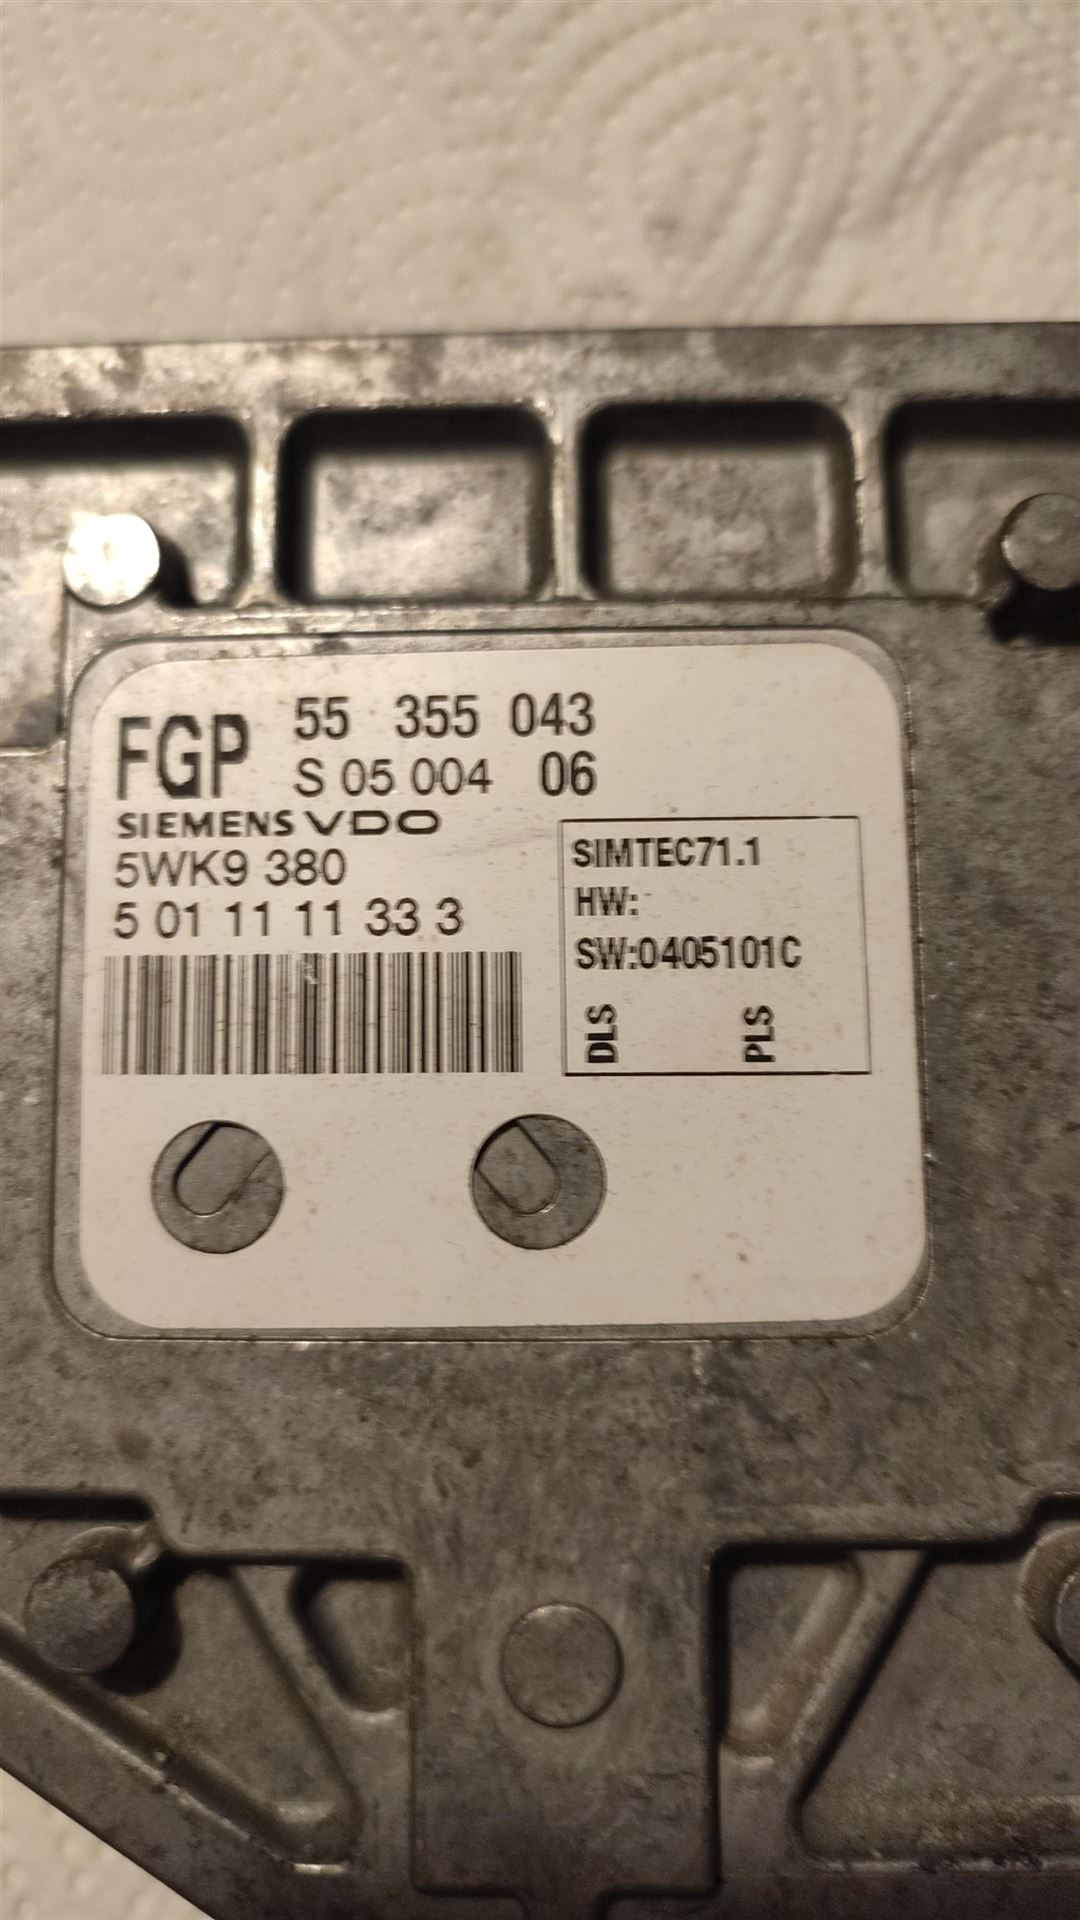 FGP 55 355 043
S 05 004 06
SIEMENS VDO
5WK9 380
5 01 11 11 33 3
SIMTEC71.1
HW:
SW:0405101C
DLS PLS